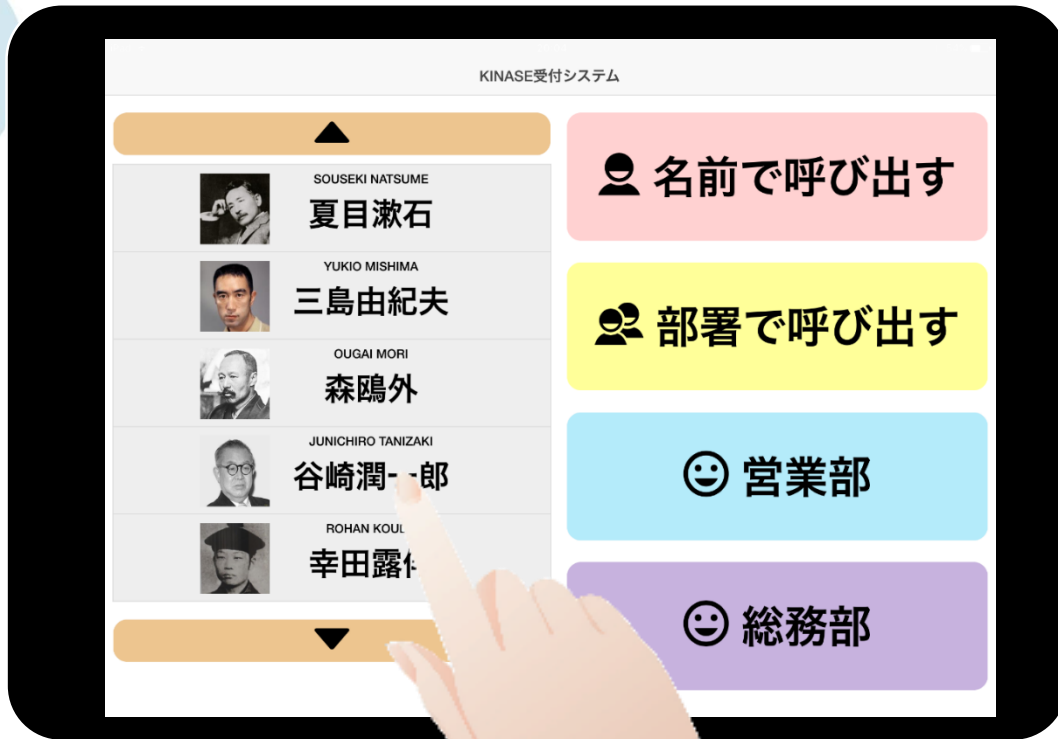 KINASE受付システム
SOUSEKI NATSUME
夏目漱石
YUKIO MISHIMA
三島由紀夫
OUGAI MORI
森鴎外
JUNICHIRO TANIZAKI
谷崎潤一郎
ROHAN
幸田露
名前で呼び出す
部署で呼び出す
営業部
総務部